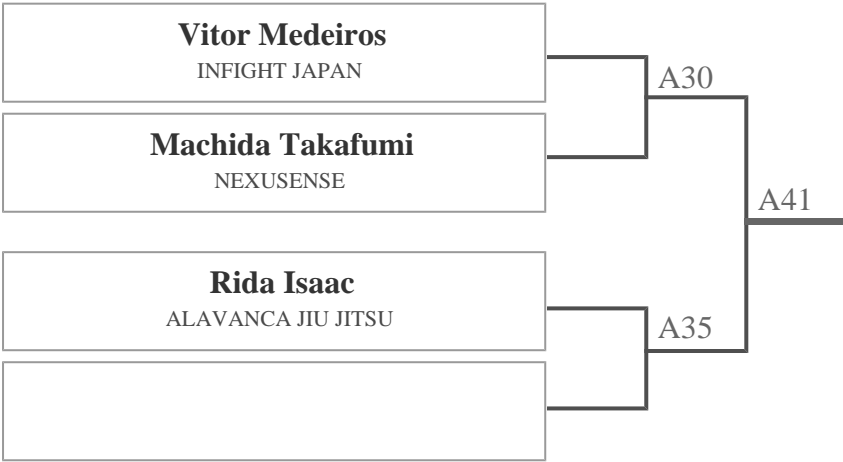 Vitor Medeiros
INFIGHT JAPAN
A30
Machida Takafumi
NEXUSENSE
A41
Rida Isaac
ALAVANCA JIU JITSU
A35